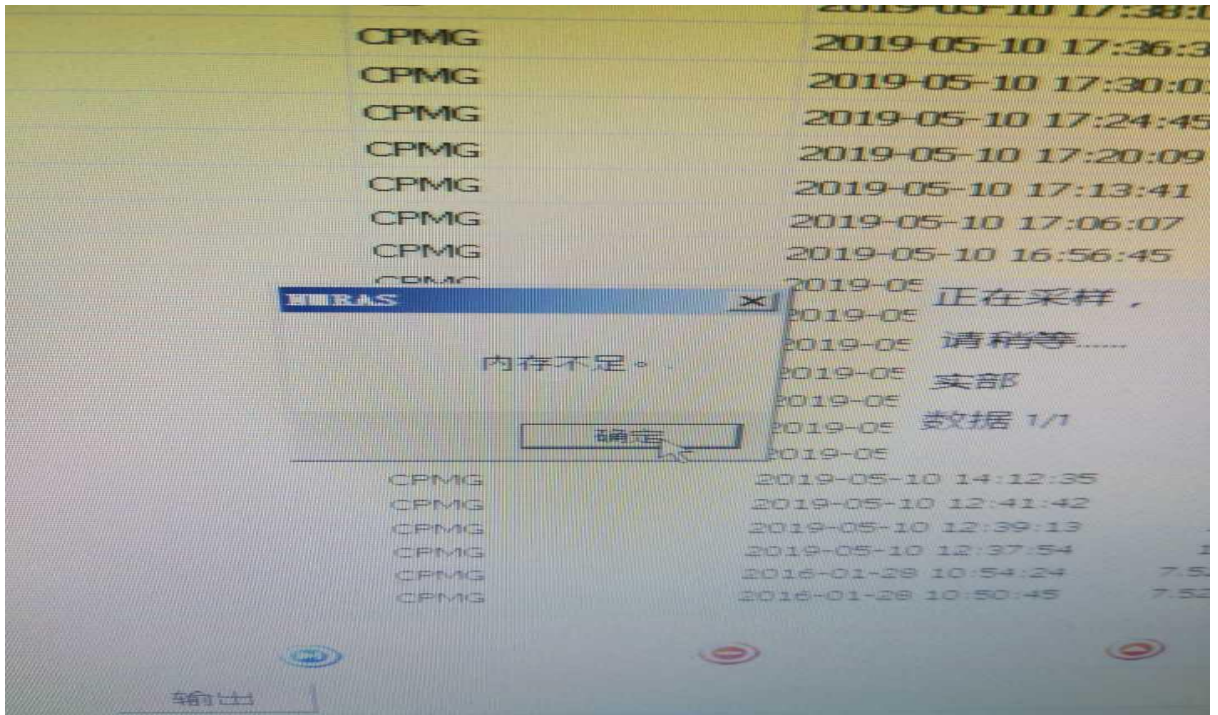 CPMG 2019-05-10 17:36:3
CPMG 2019-05-10 17:30:0
CPMG 2019-05-10 17:24:45
CPMG 2019-05-10 17:20:09
CPMG 2019-05-10 17:13:41
CPMG 2019-05-10 17:06:07
CPMG 2019-05-10 16:56:45
2019-05
正在采样,
2019-05
2019-05
请稍等......
内存不足。
2019-05
实部
2019-05
2019-05
数据 1/1
确定
2019-05
CPMG 2019-05-10 14:12:35
CPMG 2019-05-10 12:41:42
CPMG 2019-05-10 12:39:13
CPMG 2019-05-10 12:37:54
CPMG 2016-01-28 10:54:24 7.52
CPMG 2016-01-28 10:50:45 7.52
输出